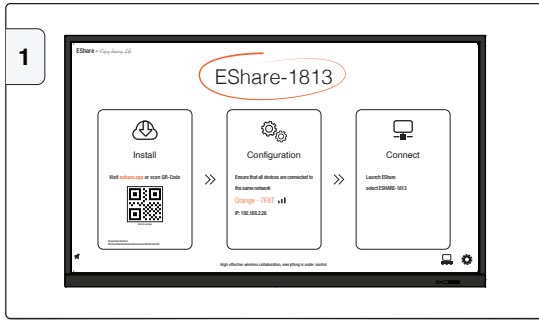 1
EShare - Enjoy sharing Life
EShare-1813
Install
Visit eshare.app or scan QR-Code
Configuration
Ensure that all devices are connected to
the same network
Orange - 7F8T
IP: 192.168.2.26
Connect
Launch EShare
select ESHARE-1813
High effective wireless collaboration, everything is under control